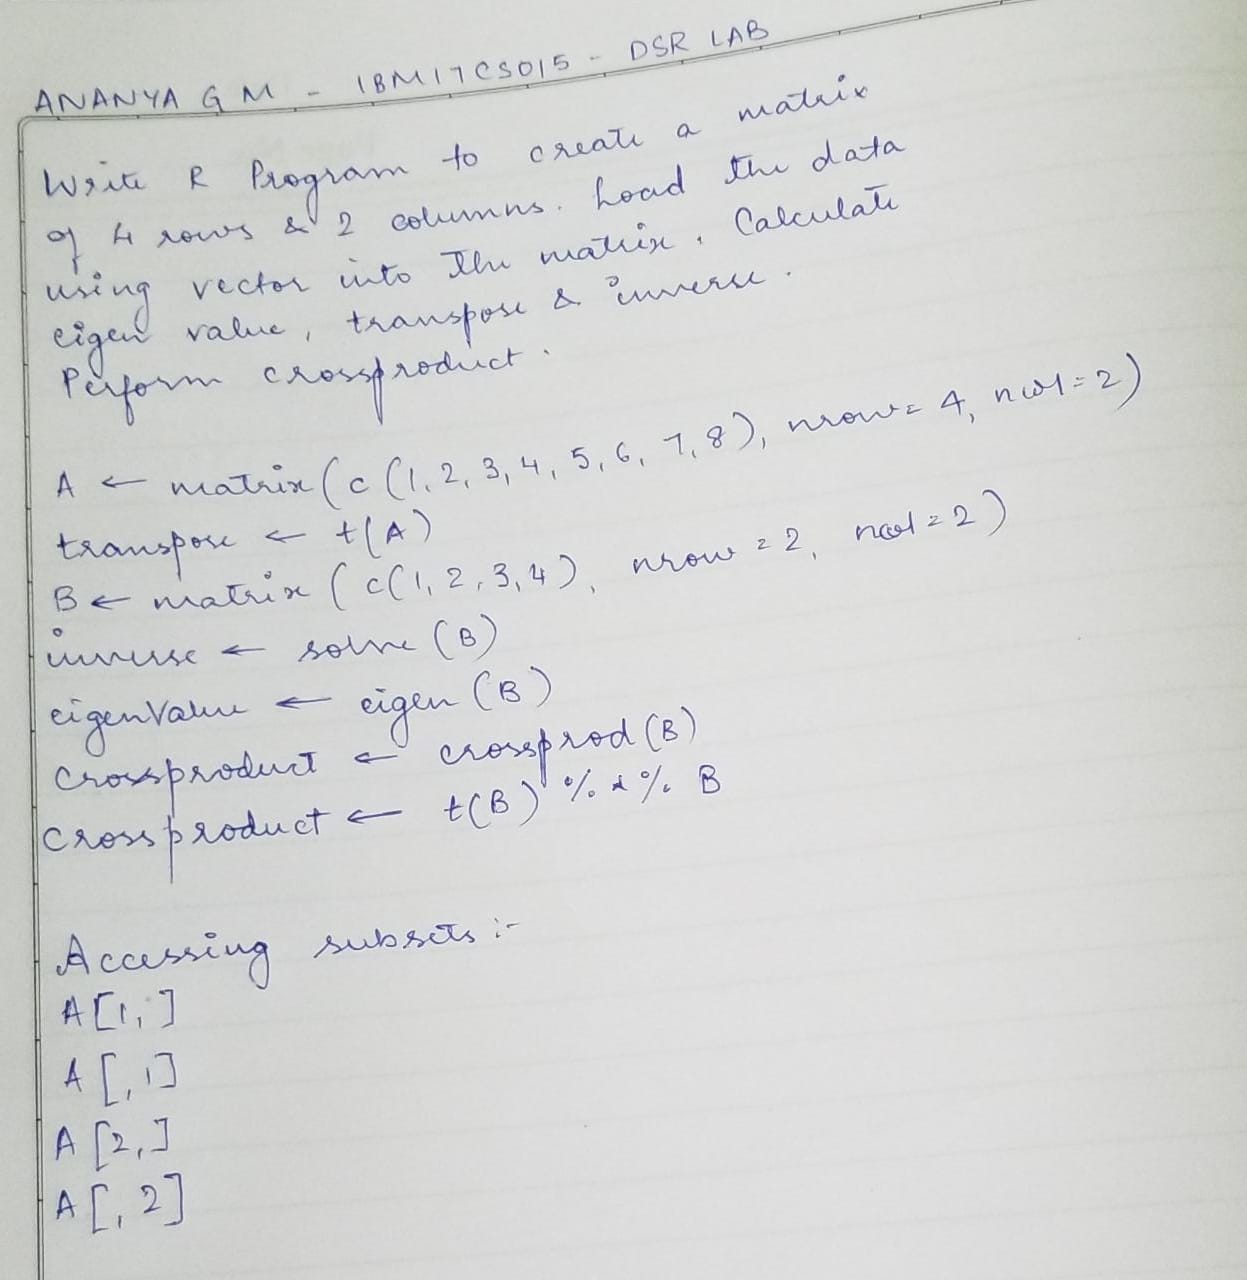 ANANYA G M - 1BM17CS015 - DSR LAB
Write R Program to create a matrix
of 4 rows & 2 columns. Load the data
using vector into the matrix. Calculate
eigen value, transpose & inverse.
Perform crossproduct.
A ← matrix (c (1, 2, 3, 4, 5, 6, 7, 8), nrow = 4, ncol = 2)
transpose ← t(A)
B ← matrix (c(1, 2, 3, 4), nrow = 2, ncol = 2)
inverse ← solve (B)
eigenValue ← eigen (B)
Crossproduct ← crossprod (B)
Crossproduct ← t(B) %*% B
Accessing subsets :-
A[1,]
A[,1]
A[2,]
A[,2]